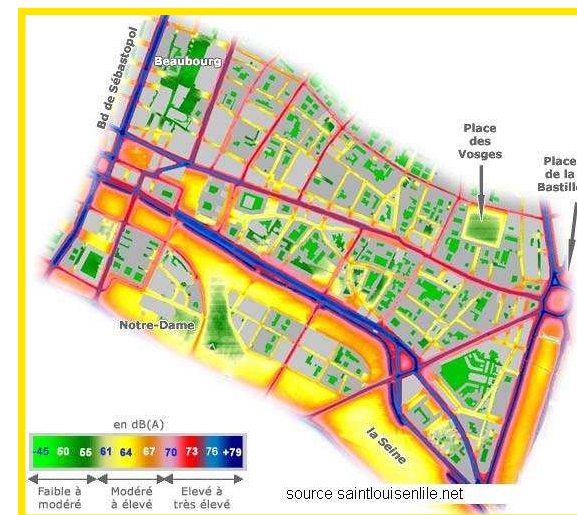 Beaubourg
Bd de Sébastopol
Place
des
Vosges
Place
de la
Bastill
Notre-Dame
la Seine
en dB(A)
-45 50 55 61 64 67 70 73 76 +79
Faible à
modéré
Modéré
à élevé
Elevé à
très élevé
source saintlouisenlile.net